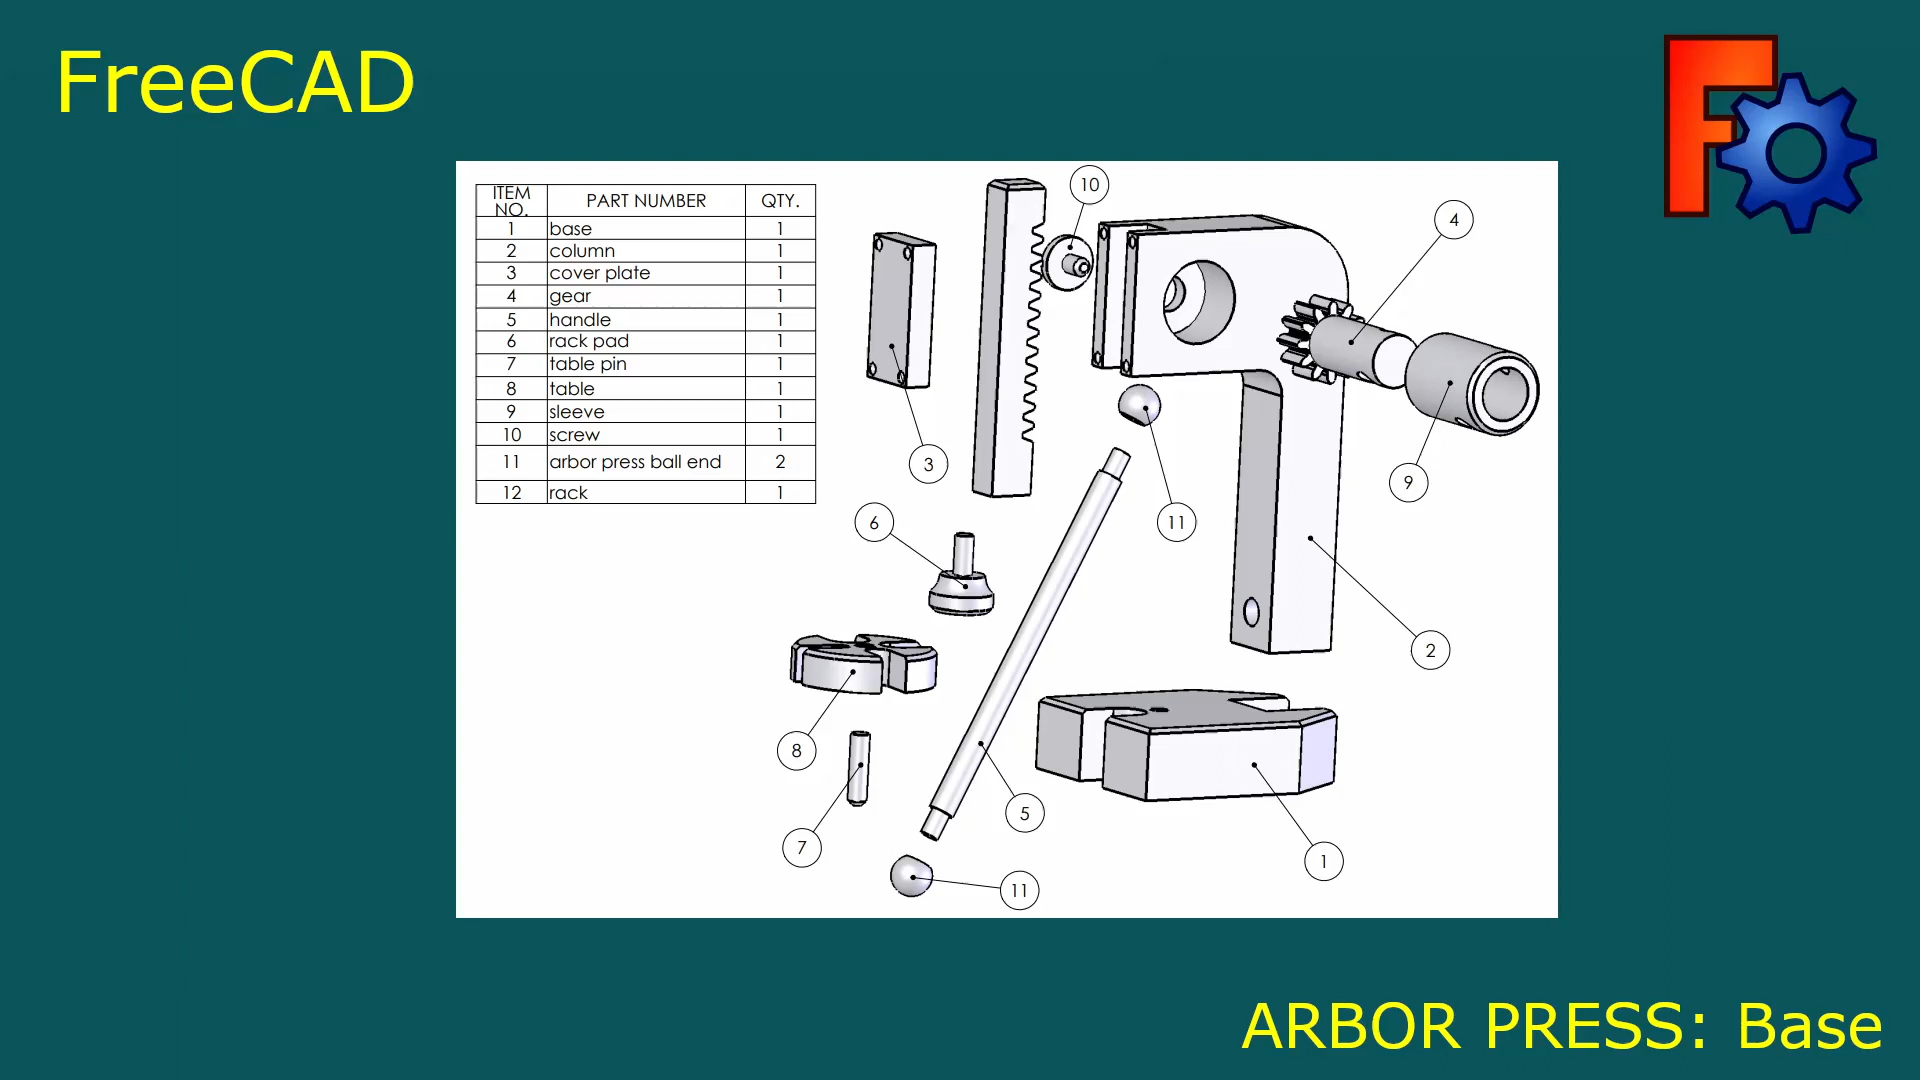 FreeCAD
ITEM NO. PART NUMBER QTY.
1 base 1
2 column 1
3 cover plate 1
4 gear 1
5 handle 1
6 rack pad 1
7 table pin 1
8 table 1
9 sleeve 1
10 screw 1
11 arbor press ball end 2
12 rack 1
10
4
3
9
6
11
2
8
5
7
1
11
ARBOR PRESS: Base